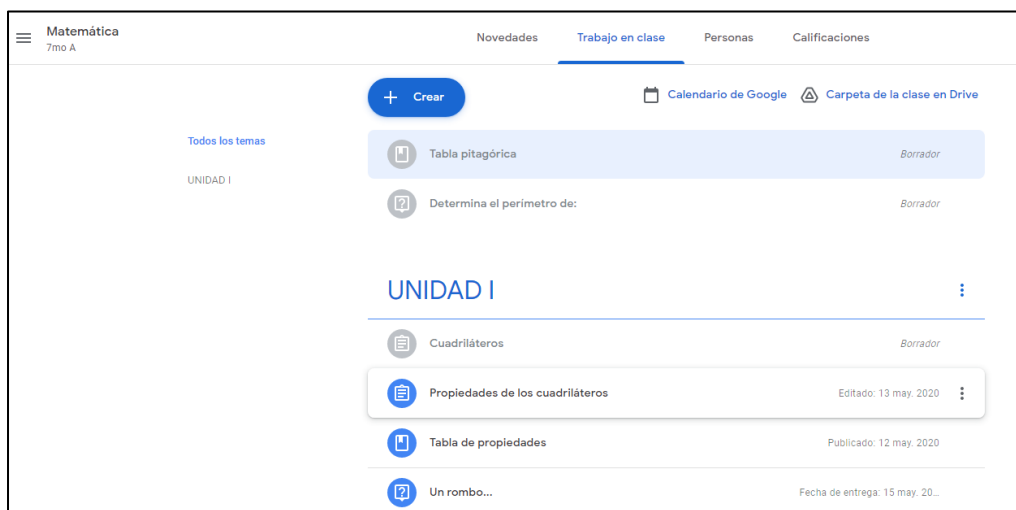 Matemática
7mo A
Novedades
Trabajo en clase
Personas
Calificaciones
Crear
Calendario de Google
Carpeta de la clase en Drive
Todos los temas
UNIDAD I
Tabla pitagórica
Borrador
Determina el perímetro de:
Borrador
UNIDAD I
Cuadriláteros
Borrador
Propiedades de los cuadriláteros
Editado: 13 may. 2020
Tabla de propiedades
Publicado: 12 may. 2020
Un rombo...
Fecha de entrega: 15 may. 20...